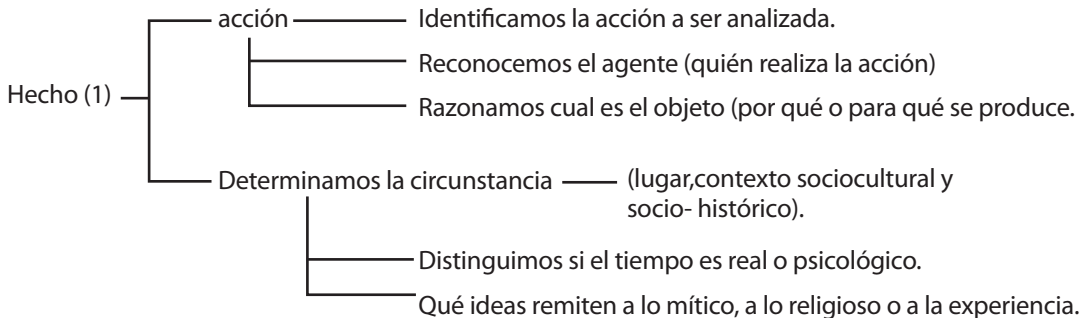 acción
Identificamos la acción a ser analizada.
Reconocemos el agente (quién realiza la acción)
Hecho (1)
Razonamos cual es el objeto (por qué o para qué se produce.
Determinamos la circunstancia
(lugar,contexto sociocultural y
socio- histórico).
Distinguimos si el tiempo es real o psicológico.
Qué ideas remiten a lo mítico, a lo religioso o a la experiencia.